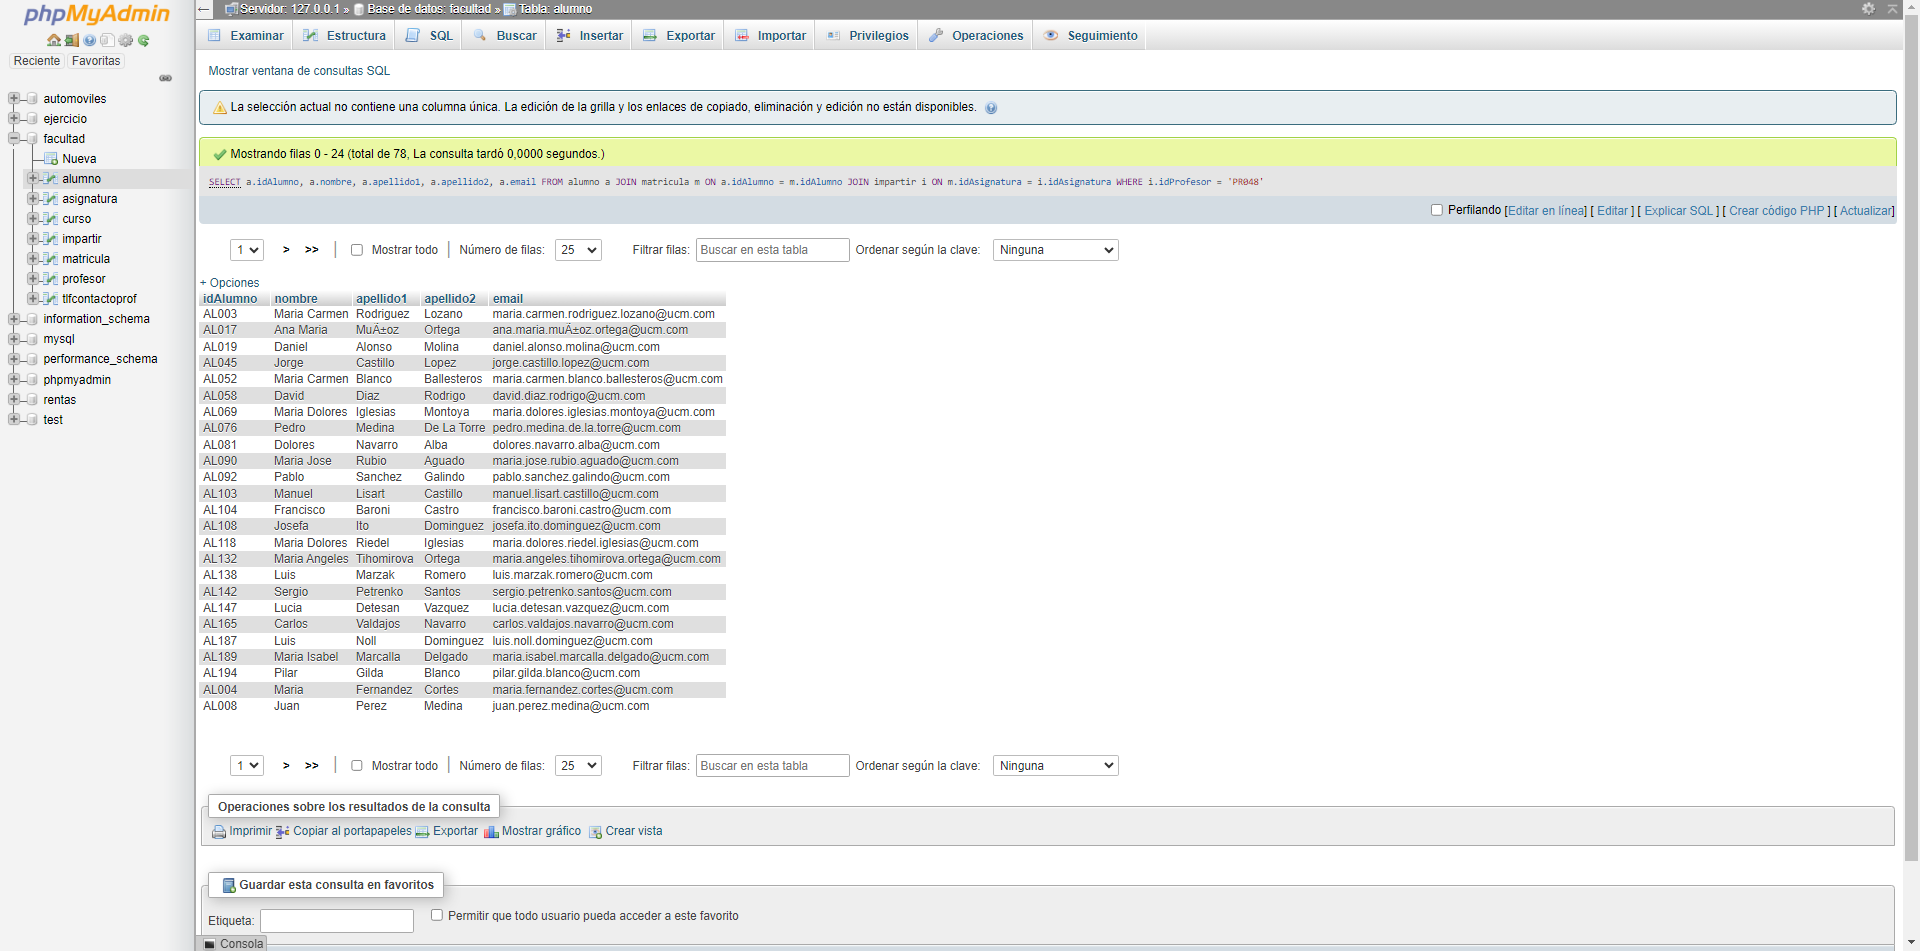 phpMyAdmin
Reciente Favoritas
automoviles
ejercicio
facultad
Nueva
alumno
asignatura
curso
impartir
matricula
profesor
tlfcontactoprof
information_schema
mysql
performance_schema
phpmyadmin
rentas
test
Servidor: 127.0.0.1 » Base de datos: facultad » Tabla: alumno
Examinar Estructura SQL Buscar Insertar Exportar Importar Privilegios Operaciones Seguimiento
Mostrar ventana de consultas SQL
La selección actual no contiene una columna única. La edición de la grilla y los enlaces de copiado, eliminación y edición no están disponibles.
Mostrando filas 0 - 24 (total de 78, La consulta tardó 0,0000 segundos.)
SELECT a.idAlumno, a.nombre, a.apellido1, a.apellido2, a.email FROM alumno a JOIN matricula m ON a.idAlumno = m.idAlumno JOIN impartir i ON m.idAsignatura = i.idAsignatura WHERE i.idProfesor = 'PR048'
Perfilando [Editar en línea] [ Editar ] [ Explicar SQL ] [ Crear código PHP ] [ Actualizar]
1 > >> | Mostrar todo | Número de filas: 25 Filtrar filas: Buscar en esta tabla Ordenar según la clave: Ninguna
+ Opciones
idAlumno nombre apellido1 apellido2 email
AL003 Maria Carmen Rodriguez Lozano maria.carmen.rodriguez.lozano@ucm.com
AL017 Ana Maria MuÃ±oz Ortega ana.maria.muÃ±oz.ortega@ucm.com
AL019 Daniel Alonso Molina daniel.alonso.molina@ucm.com
AL045 Jorge Castillo Lopez jorge.castillo.lopez@ucm.com
AL052 Maria Carmen Blanco Ballesteros maria.carmen.blanco.ballesteros@ucm.com
AL058 David Diaz Rodrigo david.diaz.rodrigo@ucm.com
AL069 Maria Dolores Iglesias Montoya maria.dolores.iglesias.montoya@ucm.com
AL076 Pedro Medina De La Torre pedro.medina.de.la.torre@ucm.com
AL081 Dolores Navarro Alba dolores.navarro.alba@ucm.com
AL090 Maria Jose Rubio Aguado maria.jose.rubio.aguado@ucm.com
AL092 Pablo Sanchez Galindo pablo.sanchez.galindo@ucm.com
AL103 Manuel Lisart Castillo manuel.lisart.castillo@ucm.com
AL104 Francisco Baroni Castro francisco.baroni.castro@ucm.com
AL108 Josefa Ito Dominguez josefa.ito.dominguez@ucm.com
AL118 Maria Dolores Riedel Iglesias maria.dolores.riedel.iglesias@ucm.com
AL132 Maria Angeles Tihomirova Ortega maria.angeles.tihomirova.ortega@ucm.com
AL138 Luis Marzak Romero luis.marzak.romero@ucm.com
AL142 Sergio Petrenko Santos sergio.petrenko.santos@ucm.com
AL147 Lucia Detesan Vazquez lucia.detesan.vazquez@ucm.com
AL165 Carlos Valdajos Navarro carlos.valdajos.navarro@ucm.com
AL187 Luis Noll Dominguez luis.noll.dominguez@ucm.com
AL189 Maria Isabel Marcalla Delgado maria.isabel.marcalla.delgado@ucm.com
AL194 Pilar Gilda Blanco pilar.gilda.blanco@ucm.com
AL004 Maria Fernandez Cortes maria.fernandez.cortes@ucm.com
AL008 Juan Perez Medina juan.perez.medina@ucm.com
1 > >> | Mostrar todo | Número de filas: 25 Filtrar filas: Buscar en esta tabla Ordenar según la clave: Ninguna
Operaciones sobre los resultados de la consulta
Imprimir Copiar al portapapeles Exportar Mostrar gráfico Crear vista
Guardar esta consulta en favoritos
Etiqueta: Permitir que todo usuario pueda acceder a este favorito
Consola